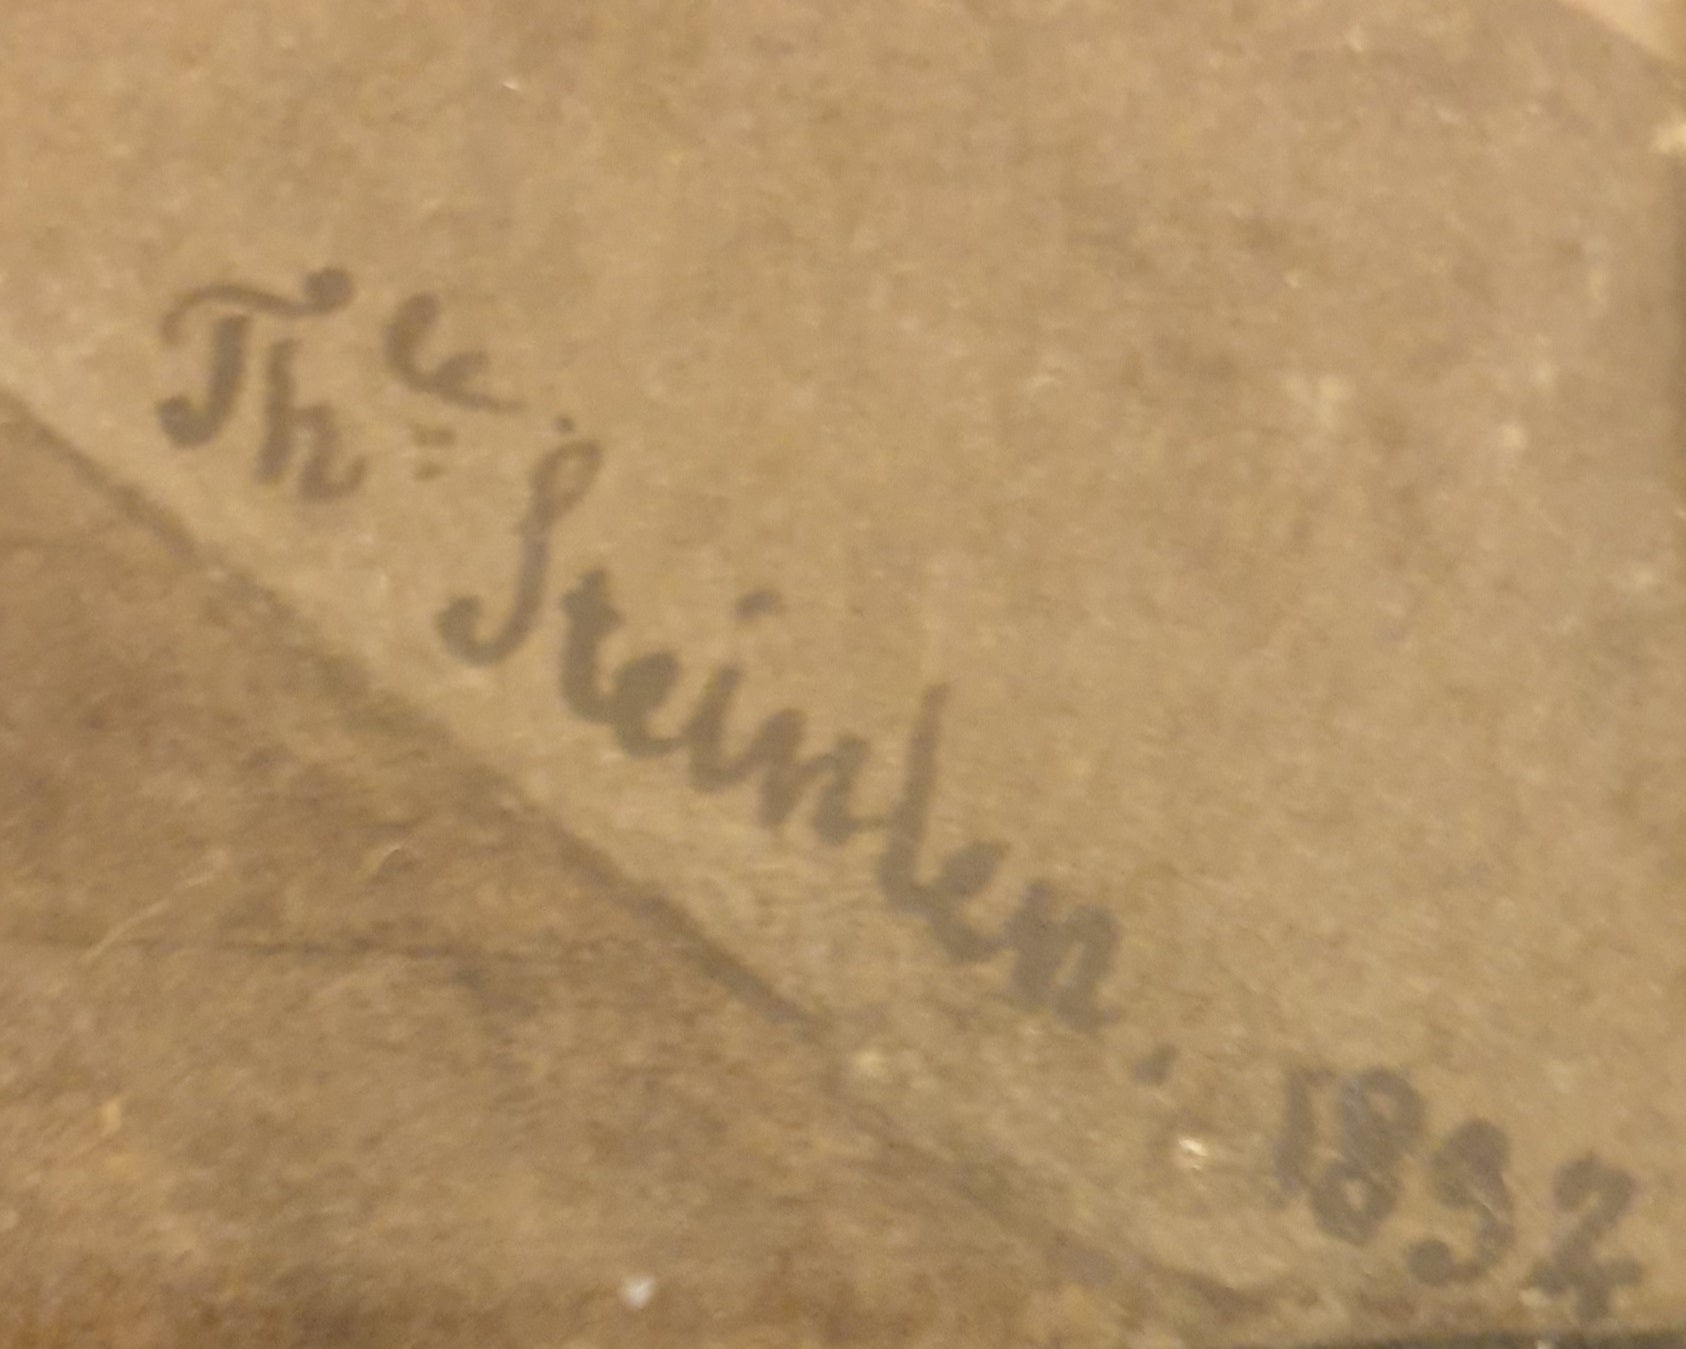 Th le Steinlen . 1892